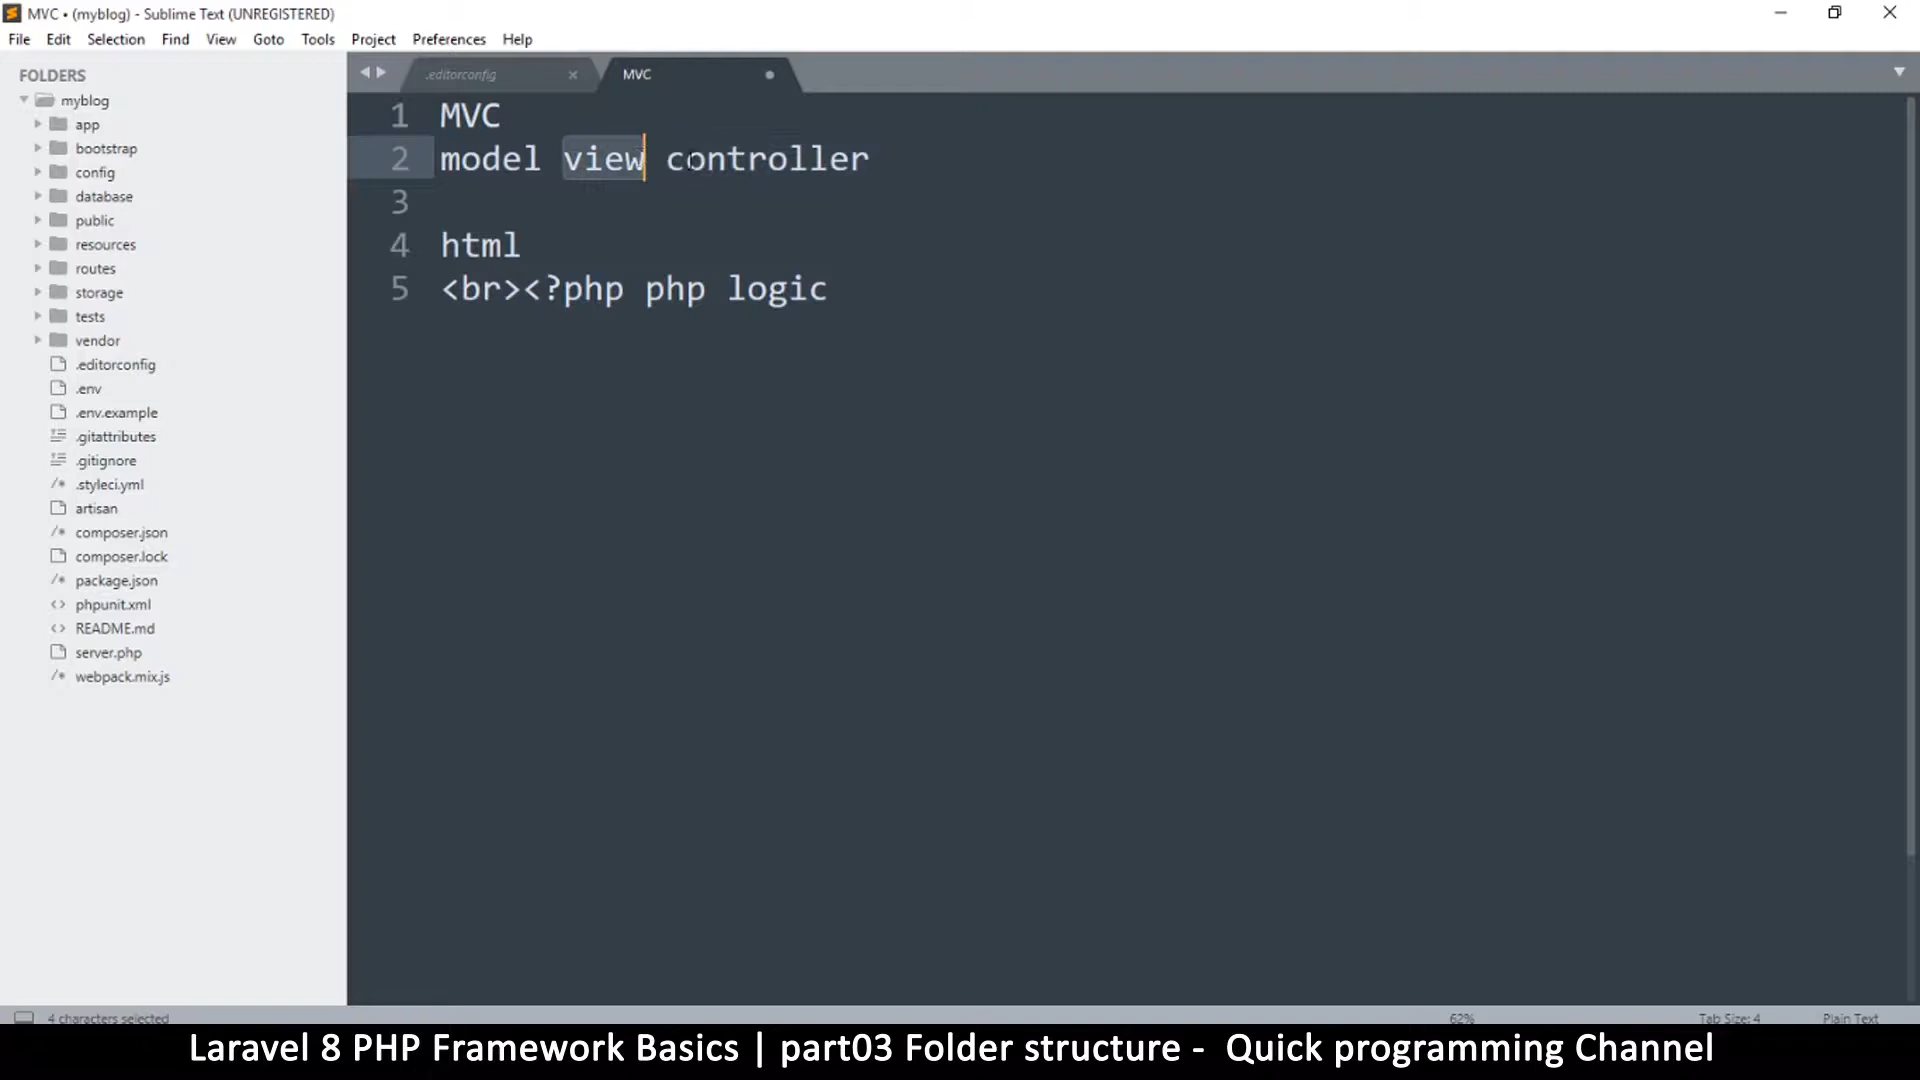 MVC • (myblog) - Sublime Text (UNREGISTERED)
File Edit Selection Find View Goto Tools Project Preferences Help
FOLDERS
myblog
app
bootstrap
config
database
public
resources
routes
storage
tests
vendor
.editorconfig
.env
.env.example
.gitattributes
.gitignore
.styleci.yml
artisan
composer.json
composer.lock
package.json
phpunit.xml
README.md
server.php
webpack.mix.js
.editorconfig
MVC
1 MVC
2 model view controller
3
4 html
5 <br><?php php logic
4 characters selected
62%
Tab Size: 4
Plain Text
Laravel 8 PHP Framework Basics | part03 Folder structure - Quick programming Channel